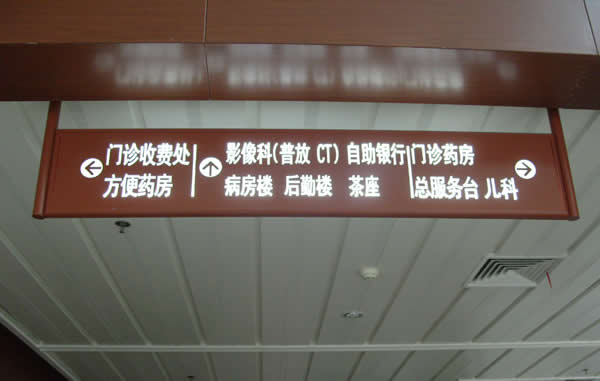 门诊收费处
方便药房
影像科(普放 CT) 自助银行
病房楼 后勤楼 茶座
门诊药房
总服务台 儿科